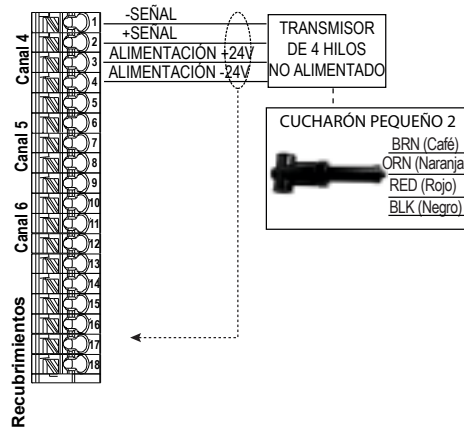 Canal 4
Canal 5
Canal 6
Recubrimientos
1
2
3
4
5
6
7
8
9
10
11
12
13
14
15
16
17
18
-SEÑAL
+SEÑAL
ALIMENTACIÓN +24V
ALIMENTACIÓN -24V
TRANSMISOR
DE 4 HILOS
NO ALIMENTADO
CUCHARÓN PEQUEÑO 2
BRN (Café)
ORN (Naranja
RED (Rojo)
BLK (Negro)